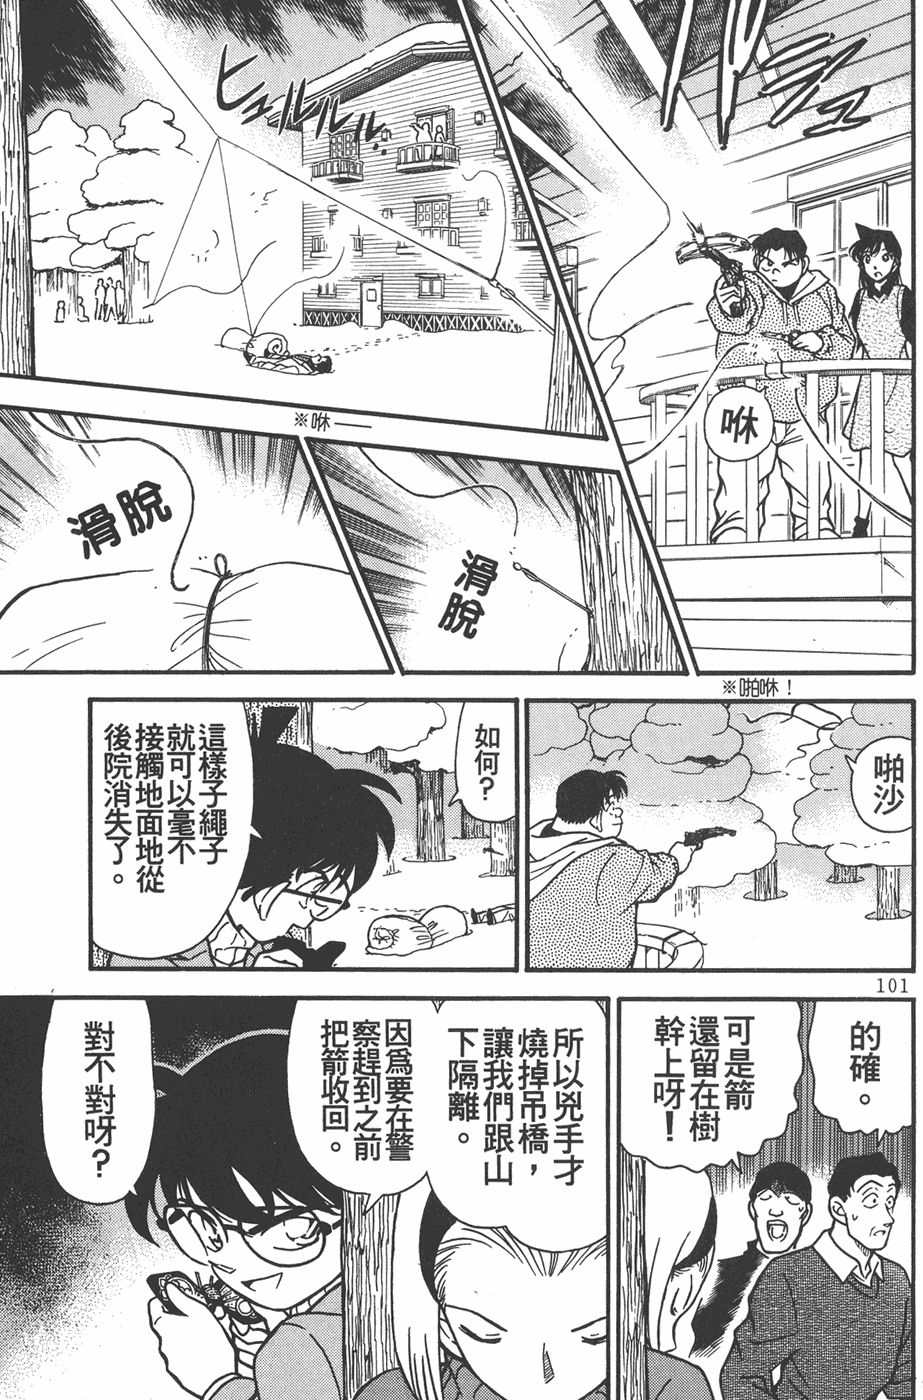 ラ
咻
※啪咻！
ヒュルルルル
※咻——
滑
脫
滑
脫
啪沙
如何？
這樣子繩子
就可以毫不
接觸地面地從
後院消失了。
101
的確。
可是箭
還留在樹
幹上呀！
所以兇手才
燒掉吊橋，
讓我們跟山
下隔離。
因為要在警
察趕到之前
把箭收回。
對不對呀？